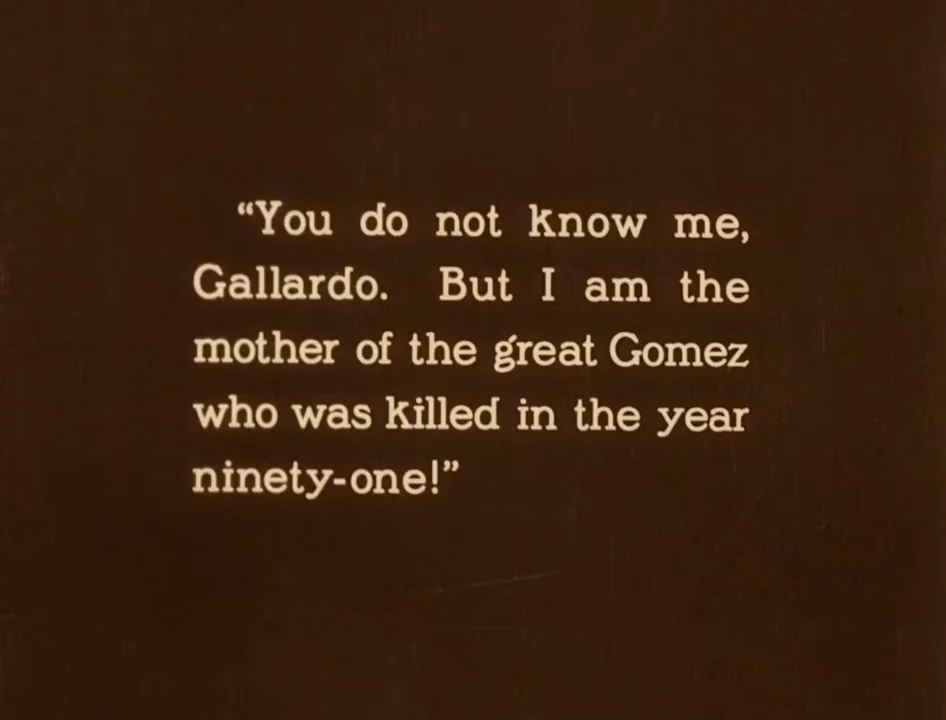 “You do not know me,
Gallardo. But I am the
mother of the great Gomez
who was killed in the year
ninety-one!”